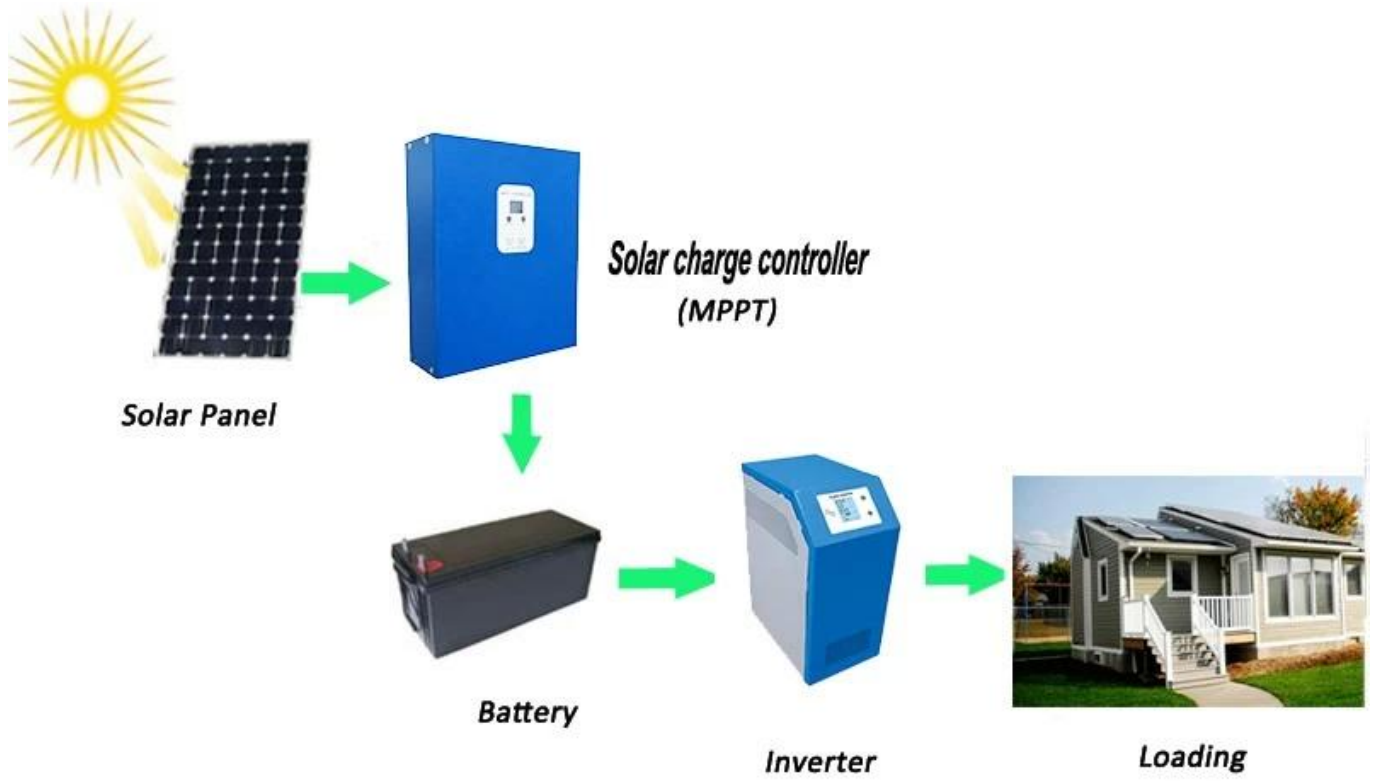 Solar charge controller
(MPPT)
Solar Panel
Battery
Inverter
Loading